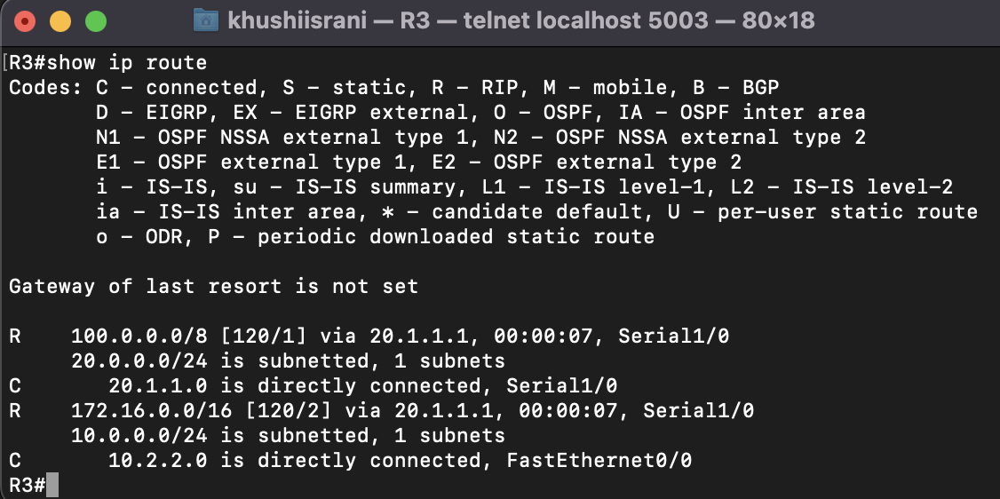 khushiisrani — R3 — telnet localhost 5003 — 80×18
[R3#show ip route
Codes: C - connected, S - static, R - RIP, M - mobile, B - BGP
       D - EIGRP, EX - EIGRP external, O - OSPF, IA - OSPF inter area
       N1 - OSPF NSSA external type 1, N2 - OSPF NSSA external type 2
       E1 - OSPF external type 1, E2 - OSPF external type 2
       i - IS-IS, su - IS-IS summary, L1 - IS-IS level-1, L2 - IS-IS level-2
       ia - IS-IS inter area, * - candidate default, U - per-user static route
       o - ODR, P - periodic downloaded static route
Gateway of last resort is not set
R    100.0.0.0/8 [120/1] via 20.1.1.1, 00:00:07, Serial1/0
     20.0.0.0/24 is subnetted, 1 subnets
C       20.1.1.0 is directly connected, Serial1/0
R    172.16.0.0/16 [120/2] via 20.1.1.1, 00:00:07, Serial1/0
     10.0.0.0/24 is subnetted, 1 subnets
C       10.2.2.0 is directly connected, FastEthernet0/0
R3#